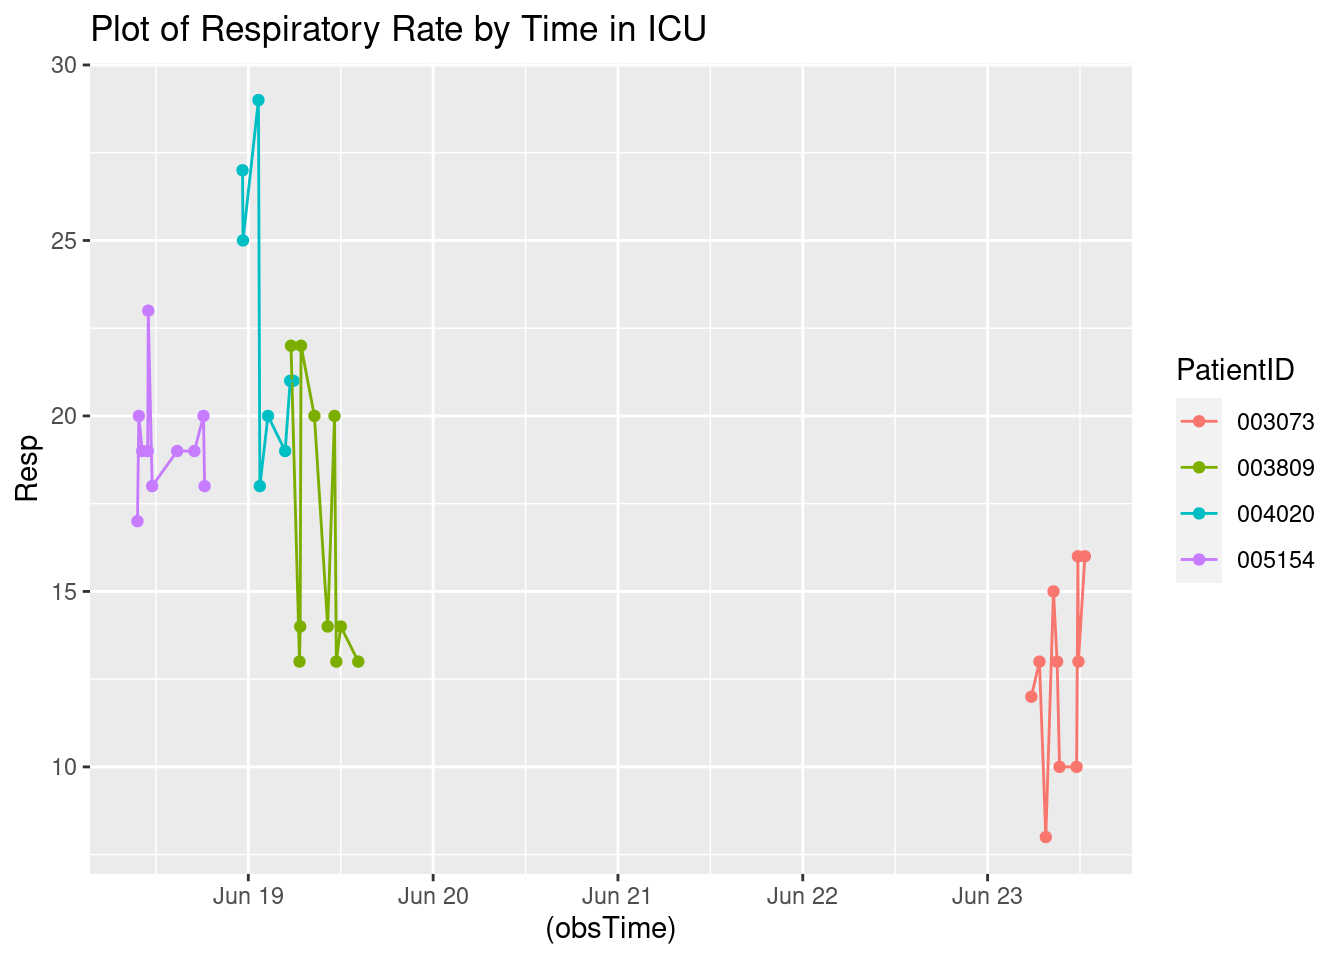 Plot of Respiratory Rate by Time in ICU
30
25
20
15
10
Resp
Jun 19 Jun 20 Jun 21 Jun 22 Jun 23
(obsTime)
PatientID
003073
003809
004020
005154